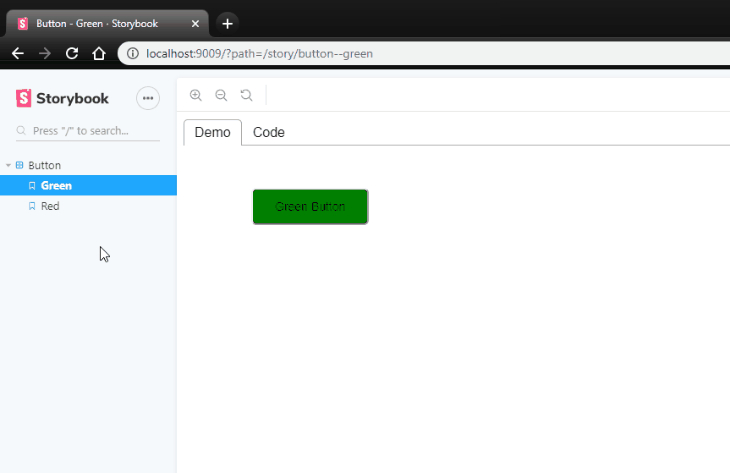 Button - Green · Storybook
localhost:9009/?path=/story/button--green
Storybook
Press "/" to search...
Button
Green
Red
Demo
Code
Green Button